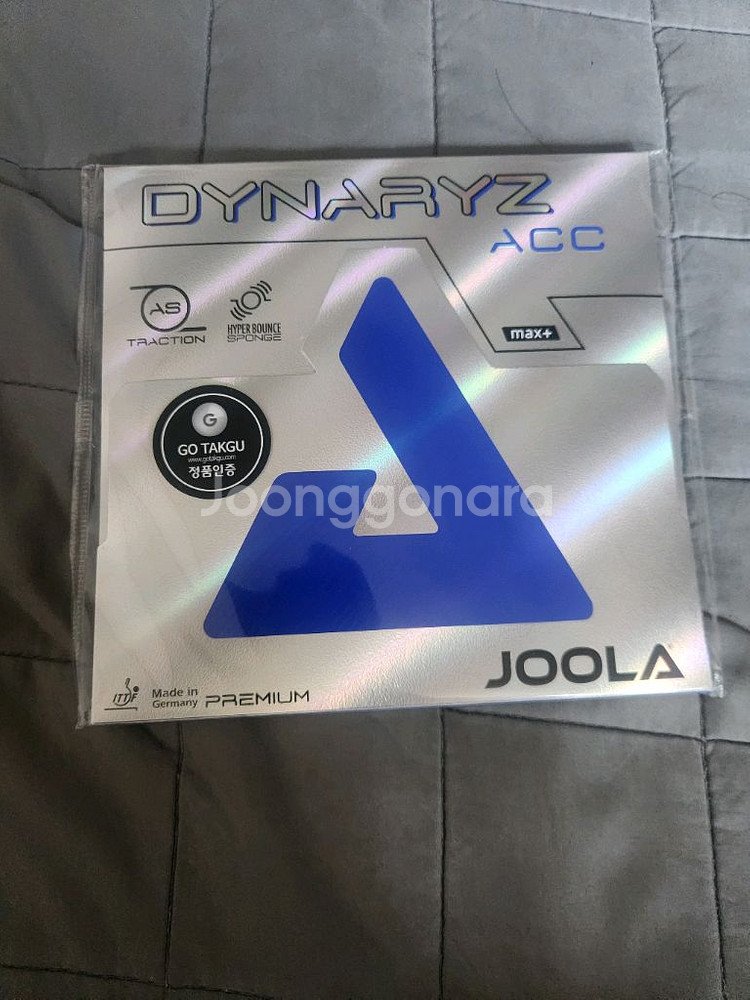 DYNARYZ
ACC
AS
TRACTION
HYPER BOUNCE
SPONGE
max+
G
GO TAKGU
www.gotakgu.com
정품인증
Joonggonara
JOOLA
ITTF
Made in
Germany
PREMIUM